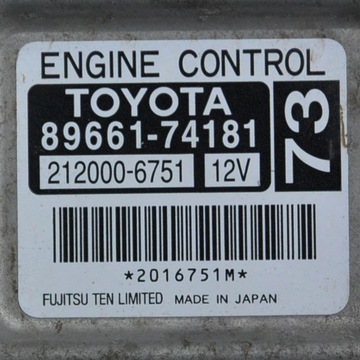 ENGINE CONTROL
TOYOTA
89661-74181
212000-6751 12V
73
*2016751M*
FUJITSU TEN LIMITED MADE IN JAPAN